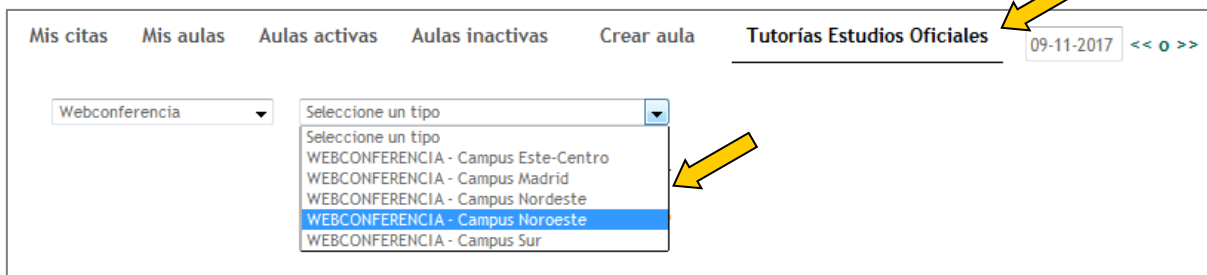 Mis citas Mis aulas Aulas activas Aulas inactivas Crear aula Tutorías Estudios Oficiales 09-11-2017 << o >>
Webconferencia Seleccione un tipo
Seleccione un tipo
WEBCONFERENCIA - Campus Este-Centro
WEBCONFERENCIA - Campus Madrid
WEBCONFERENCIA - Campus Nordeste
WEBCONFERENCIA - Campus Noroeste
WEBCONFERENCIA - Campus Sur